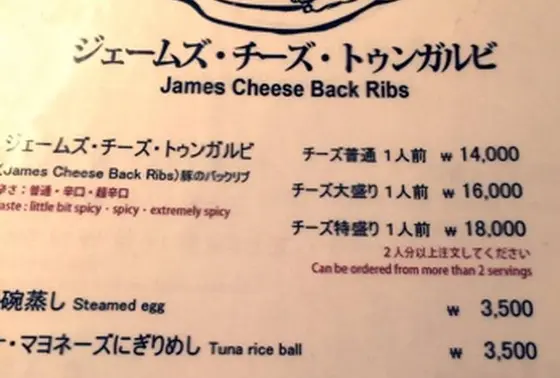 ジェームズ・チーズ・トゥンガルビ
James Cheese Back Ribs
ジェームズ・チーズ・トゥンガルビ
(James Cheese Back Ribs)豚のバックリブ
辛さ：普通・辛口・超辛口
taste : little bit spicy · spicy · extremely spicy
チーズ普通 1人前 ₩ 14,000
チーズ大盛り 1人前 ₩ 16,000
チーズ特盛り 1人前 ₩ 18,000
2人分以上注文してください
Can be ordered from more than 2 servings
碗蒸し Steamed egg ₩ 3,500
・マヨネーズにぎりめし Tuna rice ball ₩ 3,500